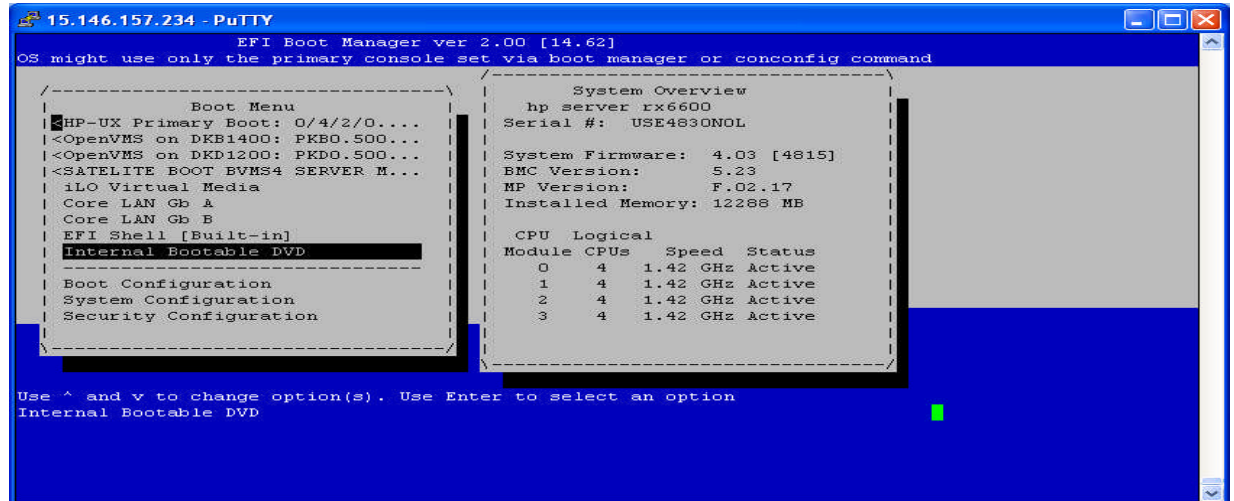 15.146.157.234 - PuTTY
EFI Boot Manager ver 2.00 [14.62]
OS might use only the primary console set via boot manager or conconfig command
Boot Menu
<HP-UX Primary Boot: 0/4/2/0....
<OpenVMS on DKB1400: PKB0.500...
<OpenVMS on DKD1200: PKD0.500...
<SATELITE BOOT BVMS4 SERVER M...
iLO Virtual Media
Core LAN Gb A
Core LAN Gb B
EFI Shell [Built-in]
Internal Bootable DVD
Boot Configuration
System Configuration
Security Configuration
System Overview
hp server rx6600
Serial #: USE4830N0L
System Firmware: 4.03 [4815]
BMC Version: 5.23
MP Version: F.02.17
Installed Memory: 12288 MB
CPU Logical
Module CPUs Speed Status
0 4 1.42 GHz Active
1 4 1.42 GHz Active
2 4 1.42 GHz Active
3 4 1.42 GHz Active
Use ^ and v to change option(s). Use Enter to select an option
Internal Bootable DVD